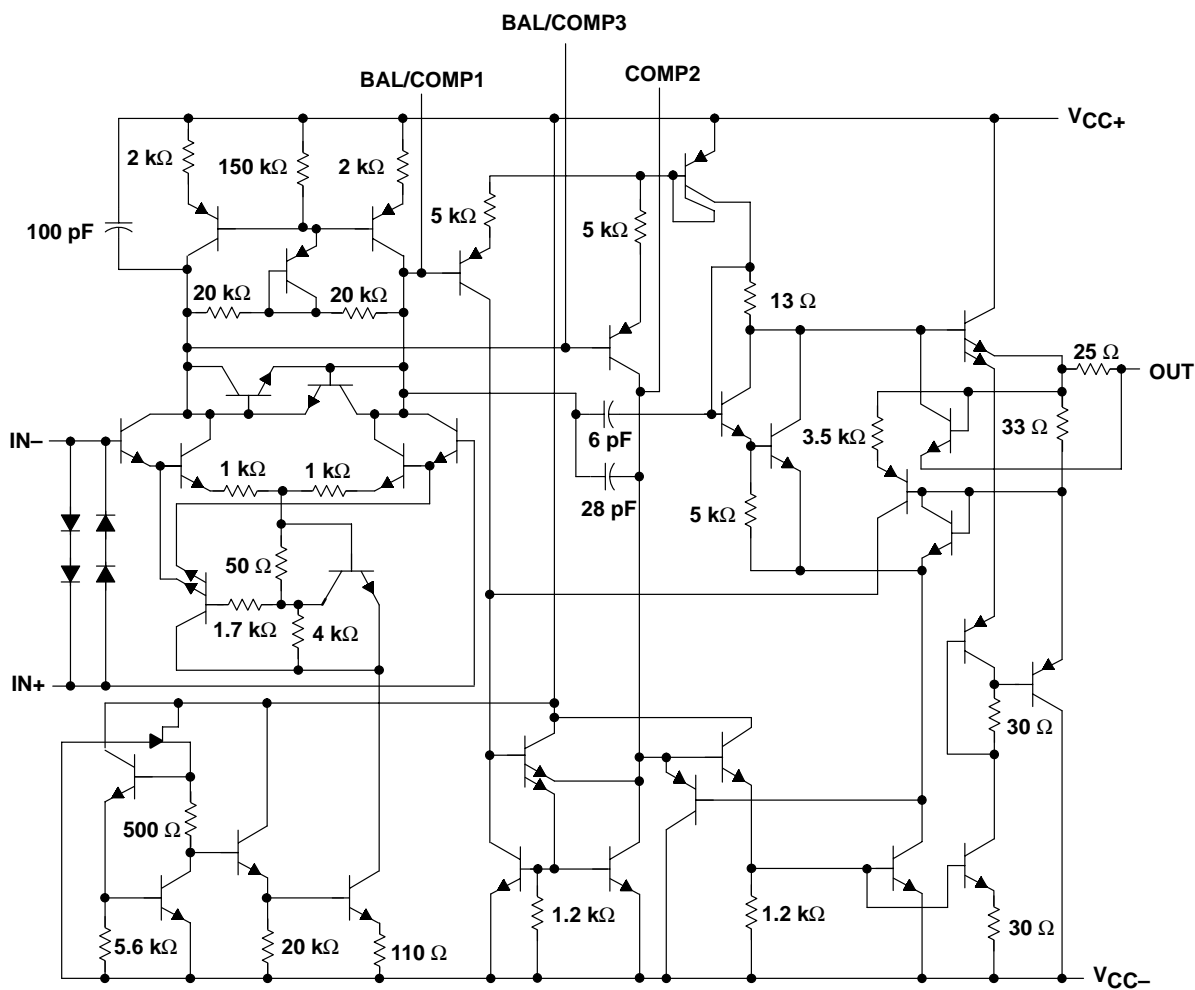 BAL/COMP3
COMP2
BAL/COMP1
VCC+
2 kΩ
150 kΩ
2 kΩ
5 kΩ
5 kΩ
100 pF
20 kΩ
20 kΩ
13 Ω
25 Ω
OUT
IN−
6 pF
3.5 kΩ
33 Ω
1 kΩ
1 kΩ
28 pF
5 kΩ
50 Ω
1.7 kΩ
4 kΩ
IN+
30 Ω
500 Ω
5.6 kΩ
20 kΩ
110 Ω
1.2 kΩ
1.2 kΩ
30 Ω
VCC−